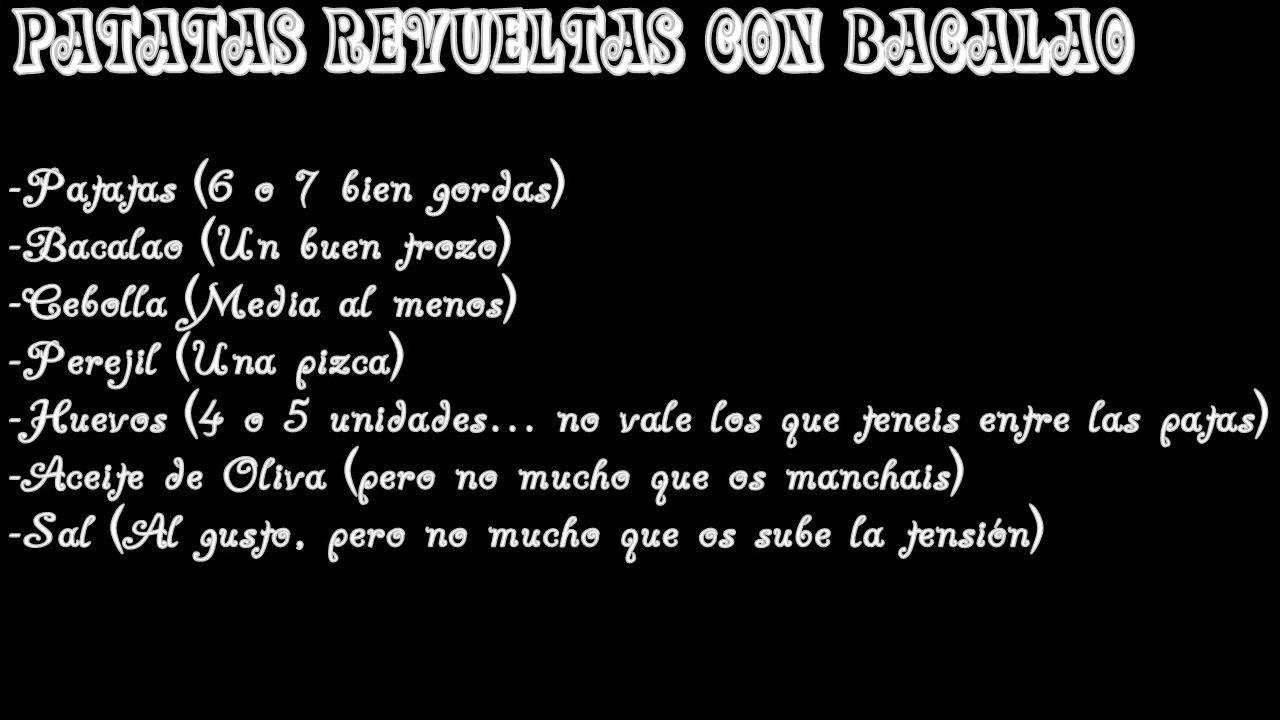 PATATAS REVUELTAS CON BACALAO
-Patatas (6 o 7 bien gordas)
-Bacalao (Un buen trozo)
-Cebolla (Media al menos)
-Perejil (Una pizca)
-Huevos (4 o 5 unidades... no vale los que teneis entre las patas)
-Aceite de Oliva (pero no mucho que os manchais)
-Sal (Al gusto, pero no mucho que os sube la tensión)